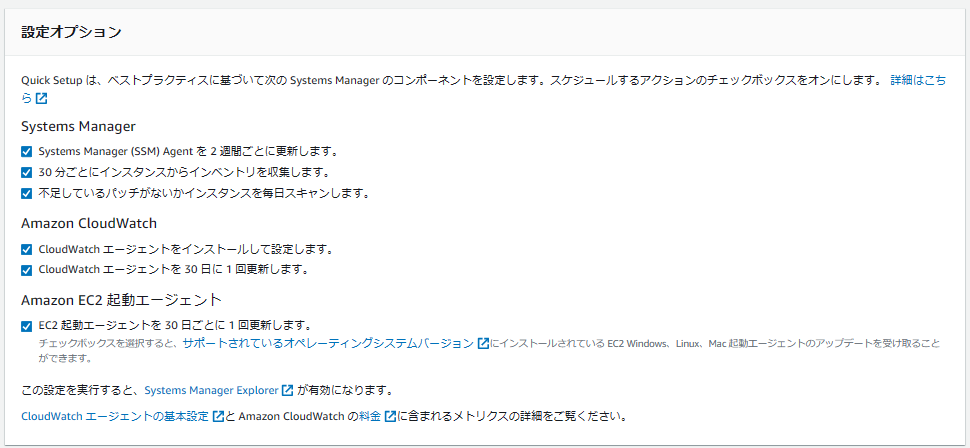 設定オプション
Quick Setup は、ベストプラクティスに基づいて次の Systems Manager のコンポーネントを設定します。スケジュールするアクションのチェックボックスをオンにします。 詳細はこち
ら
Systems Manager
Systems Manager (SSM) Agent を 2 週間ごとに更新します。
30 分ごとにインスタンスからインベントリを収集します。
不足しているパッチがないかインスタンスを毎日スキャンします。
Amazon CloudWatch
CloudWatch エージェントをインストールして設定します。
CloudWatch エージェントを 30 日に 1 回更新します。
Amazon EC2 起動エージェント
EC2 起動エージェントを 30 日ごとに 1 回更新します。
チェックボックスを選択すると、サポートされているオペレーティングシステムバージョン にインストールされている EC2 Windows、Linux、Mac 起動エージェントのアップデートを受け取ること
ができます。
この設定を実行すると、Systems Manager Explorer が有効になります。
CloudWatch エージェントの基本設定 と Amazon CloudWatch の料金 に含まれるメトリクスの詳細をご覧ください。